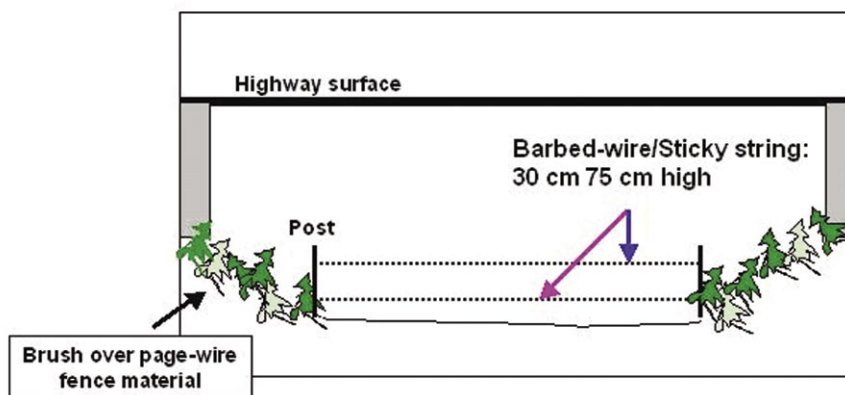 Highway surface
Barbed-wire/Sticky string:
30 cm 75 cm high
Post
Brush over page-wire
fence material